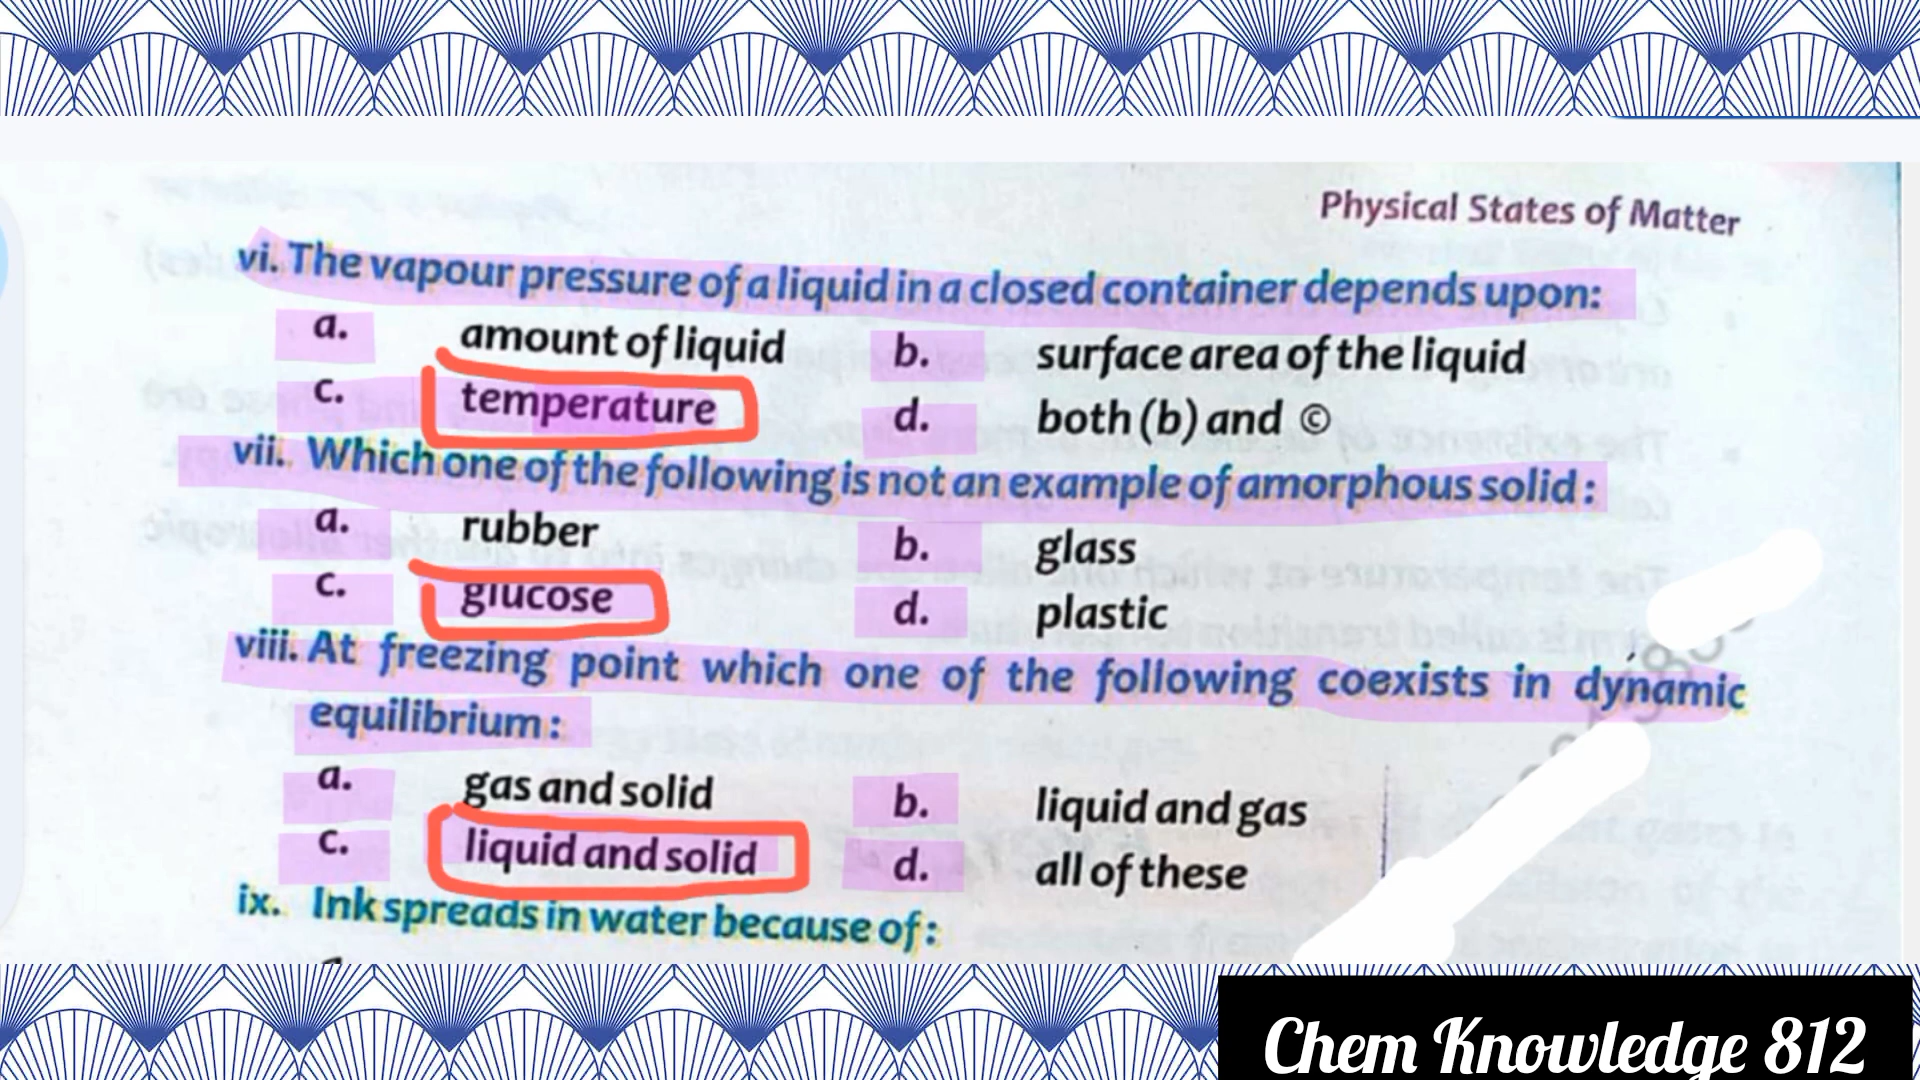 Physical States of Matter
vi. The vapour pressure of a liquid in a closed container depends upon:
a. amount of liquid b. surface area of the liquid
c. temperature d. both (b) and ©
vii. Which one of the following is not an example of amorphous solid :
a. rubber b. glass
c. glucose d. plastic
viii. At freezing point which one of the following coexists in dynamic
equilibrium :
a. gas and solid b. liquid and gas
c. liquid and solid d. all of these
ix. Ink spreads in water because of :
Chem Knowledge 812